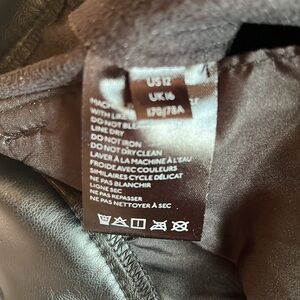 US 12
UK 16
170/78A
MACH
WITH LIKE
DO NOT BLEA
LINE DRY
DO NOT IRON
DO NOT DRY CLEAN
LAVER À LA MACHINE À L'EAU
FROIDE AVEC COULEURS
SIMILAIRES CYCLE DÉLICAT
NE PAS BLANCHIR
LIGNE SEC
NE PAS REPASSER
NE PAS NETTOYER À SEC